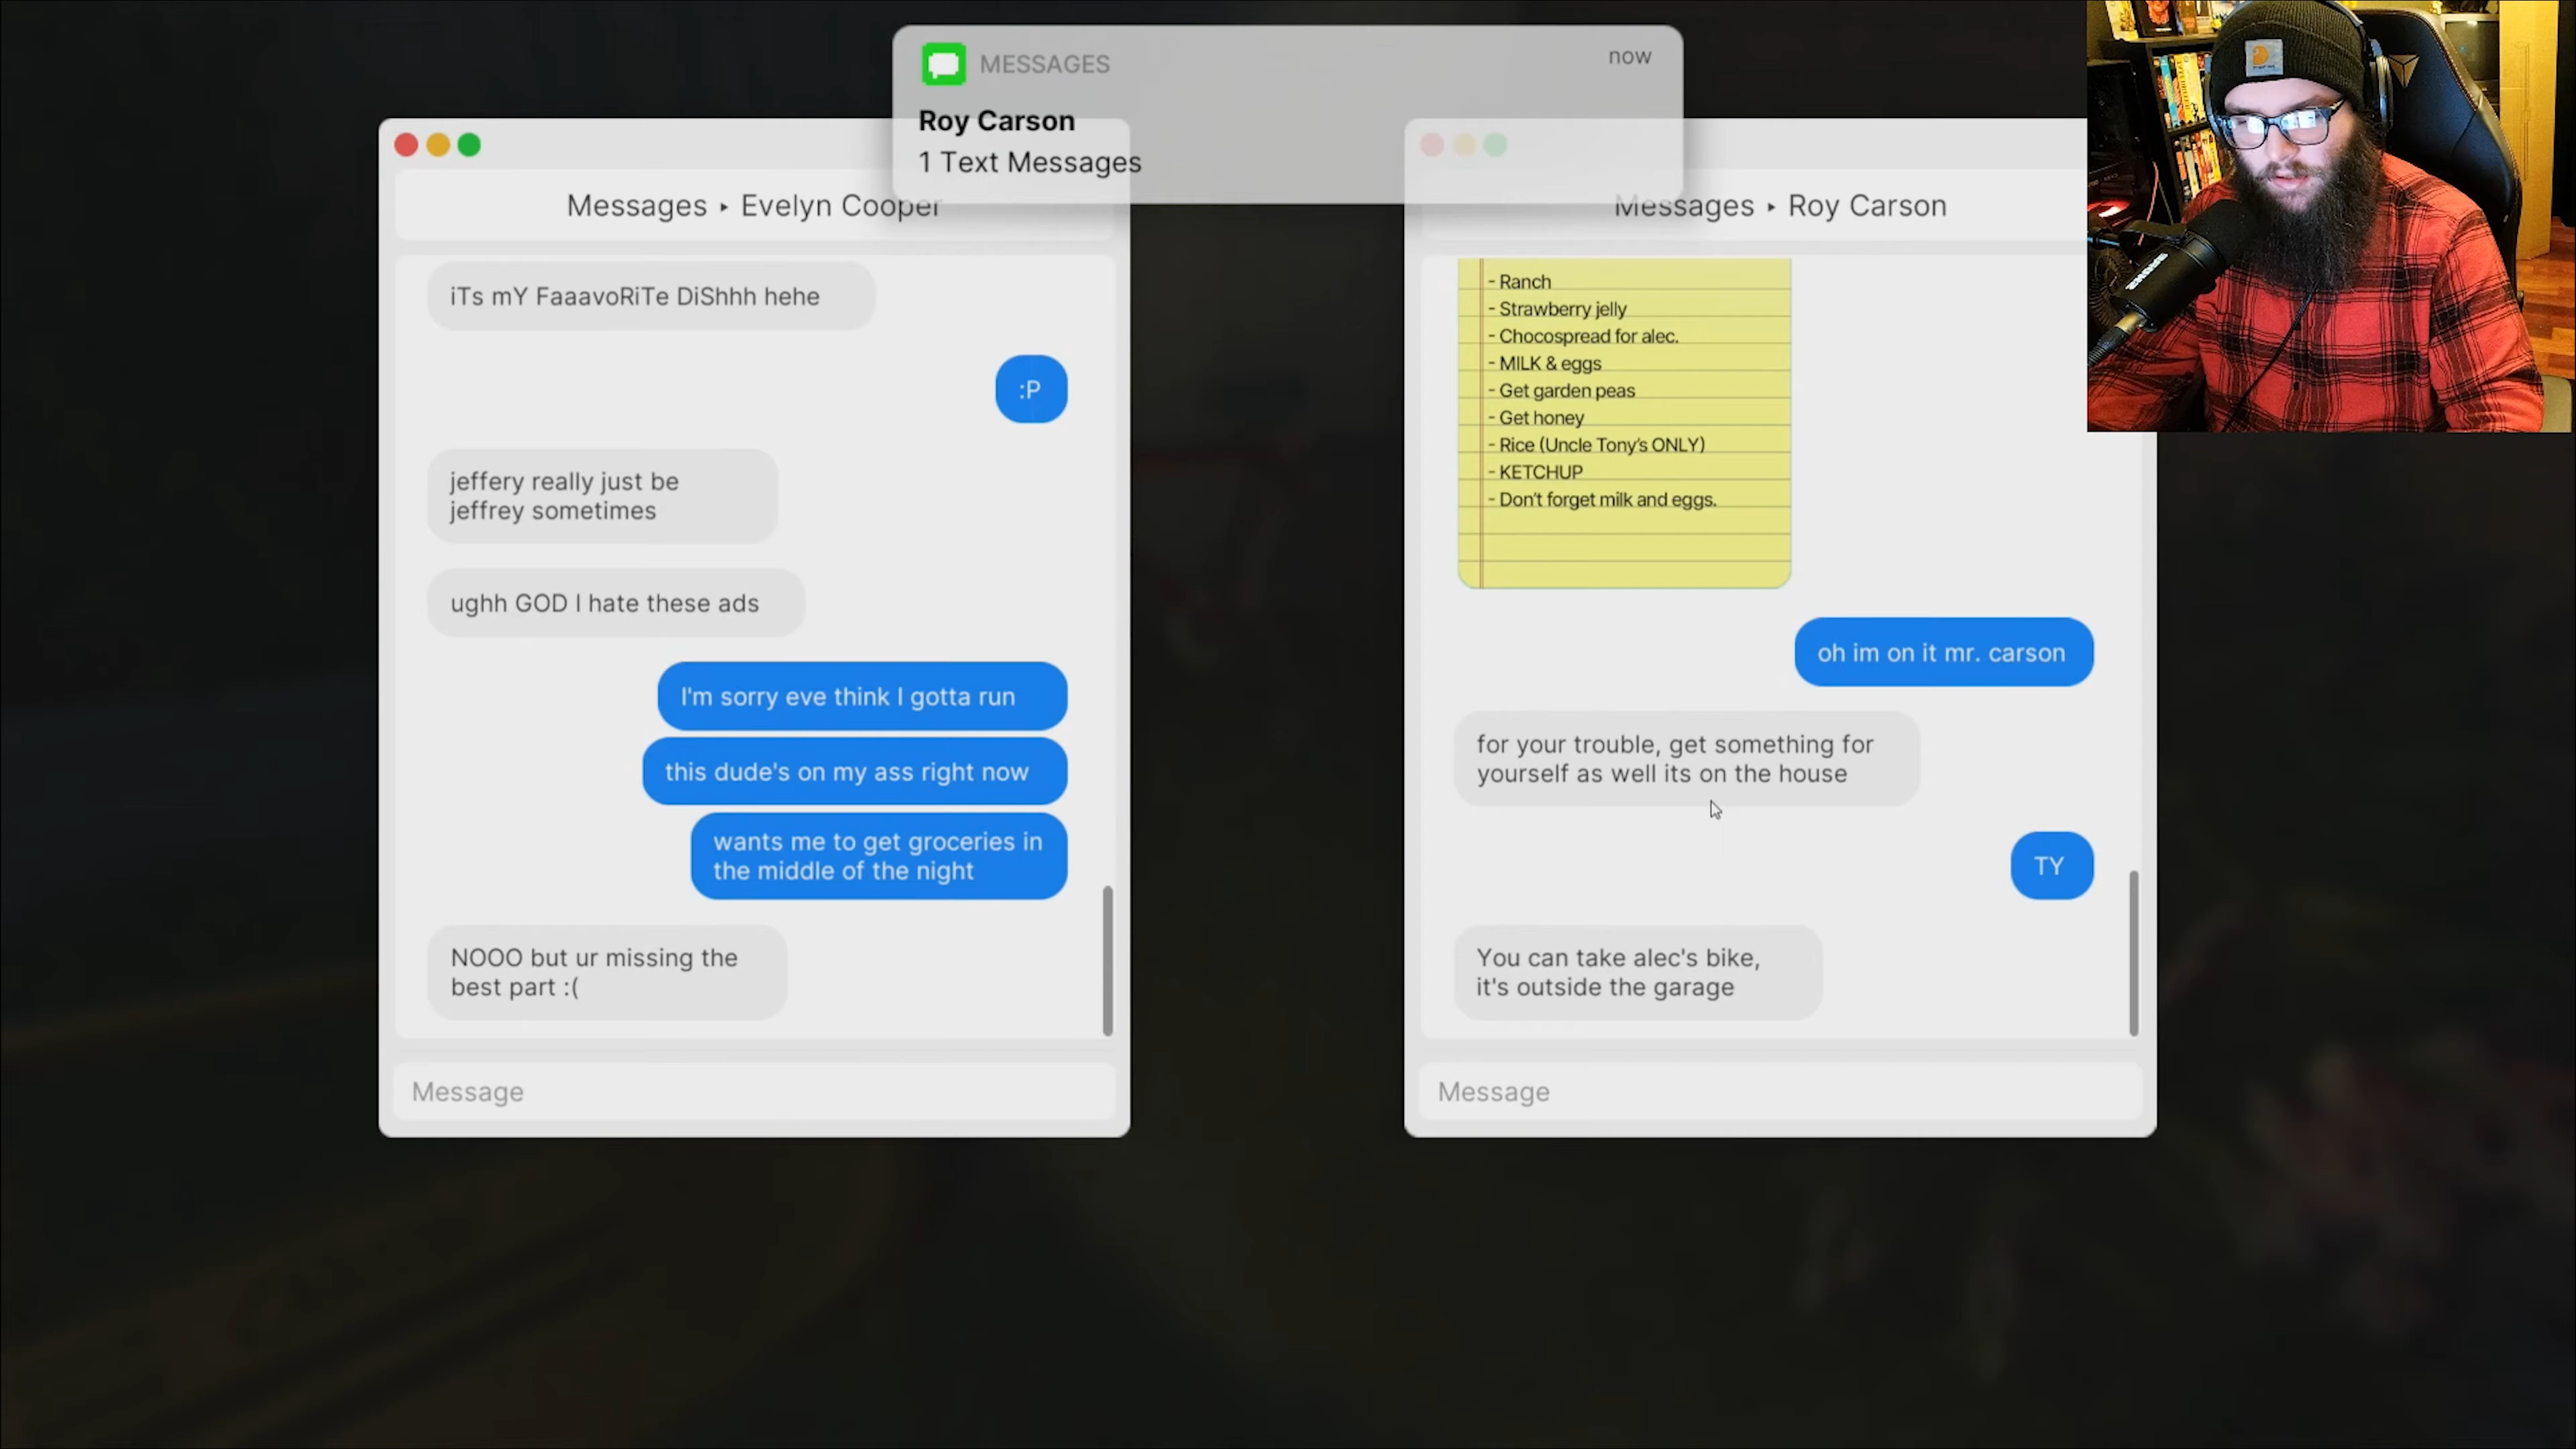 MESSAGES
now
Roy Carson
1 Text Messages
Messages ▸ Evelyn Cooper
iTs mY FaaavoRiTe DiShhh hehe
:P
jeffery really just be
jeffrey sometimes
ughh GOD I hate these ads
I'm sorry eve think I gotta run
this dude's on my ass right now
wants me to get groceries in
the middle of the night
NOOO but ur missing the
best part :(
Message
Messages ▸ Roy Carson
- Ranch
- Strawberry jelly
- Chocospread for alec.
- MILK & eggs
- Get garden peas
- Get honey
- Rice (Uncle Tony's ONLY)
- KETCHUP
- Don't forget milk and eggs.
oh im on it mr. carson
for your trouble, get something for
yourself as well its on the house
TY
You can take alec's bike,
it's outside the garage
Message